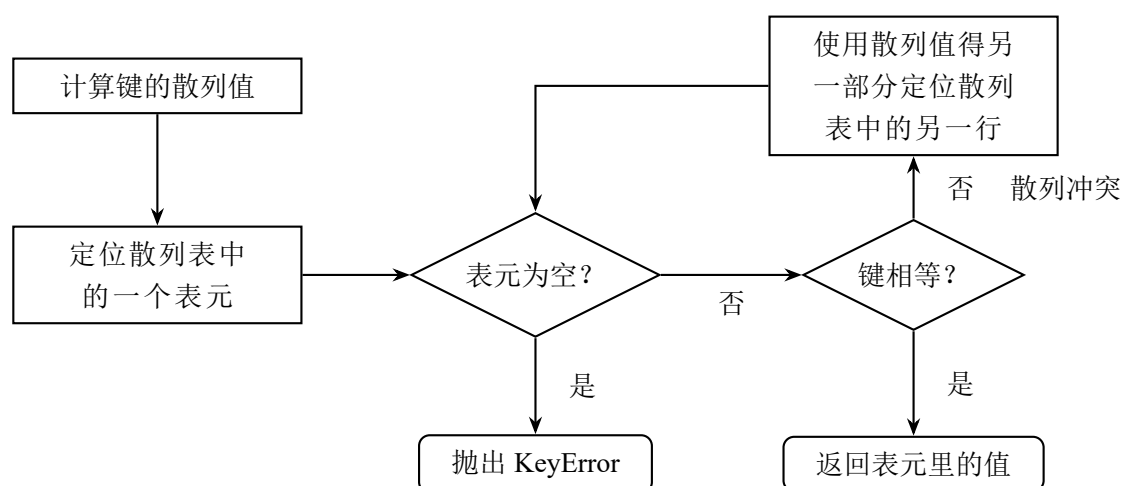 计算键的散列值
使用散列值得另
一部分定位散列
表中的另一行
否 散列冲突
定位散列表中
的一个表元
表元为空？
否
键相等？
是
是
抛出 KeyError
返回表元里的值